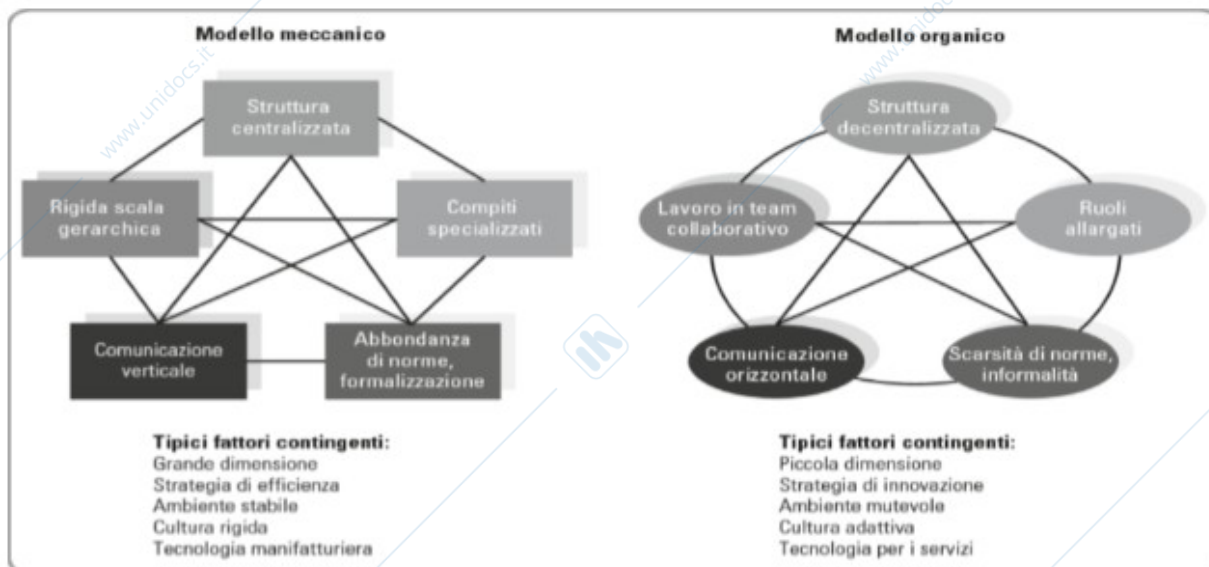 Modello meccanico
Struttura
centralizzata
Rigida scala
gerarchica
Compiti
specializzati
Comunicazione
verticale
Abbondanza
di norme,
formalizzazione
Tipici fattori contingenti:
Grande dimensione
Strategia di efficienza
Ambiente stabile
Cultura rigida
Tecnologia manifatturiera
Modello organico
Struttura
decentralizzata
Lavoro in team
collaborativo
Ruoli
allargati
Comunicazione
orizzontale
Scarsità di norme,
informalità
Tipici fattori contingenti:
Piccola dimensione
Strategia di innovazione
Ambiente mutevole
Cultura adattiva
Tecnologia per i servizi
www.unidocs.it